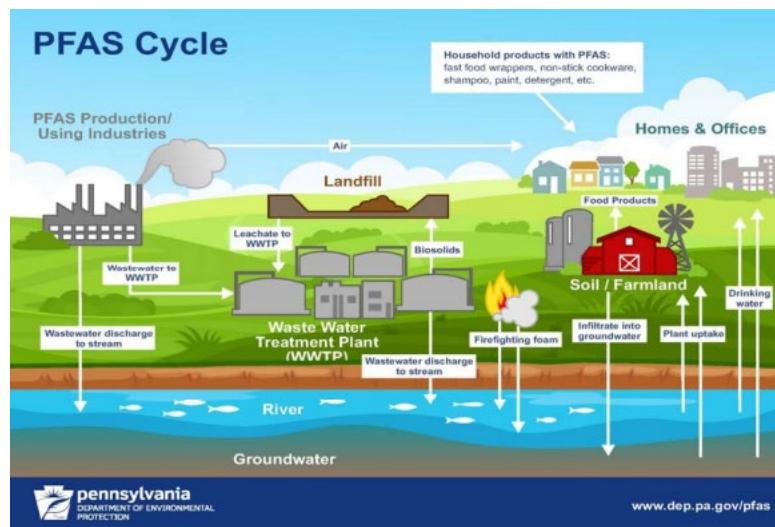 PFAS Cycle
Household products with PFAS:
fast food wrappers, non-stick cookware,
shampoo, paint, detergent, etc.
PFAS Production/
Using Industries
Homes & Offices
Air
Landfill
Food Products
Leachate to
WWTP
Biosolids
Wastewater to
WWTP
Soil / Farmland
Drinking
water
Waste Water
Treatment Plant
(WWTP)
Wastewater discharge
to stream
Wastewater discharge
to stream
Firefighting foam
Infiltrate into
groundwater
Plant uptake
River
Groundwater
pennsylvania
DEPARTMENT OF ENVIRONMENTAL
PROTECTION
www.dep.pa.gov/pfas